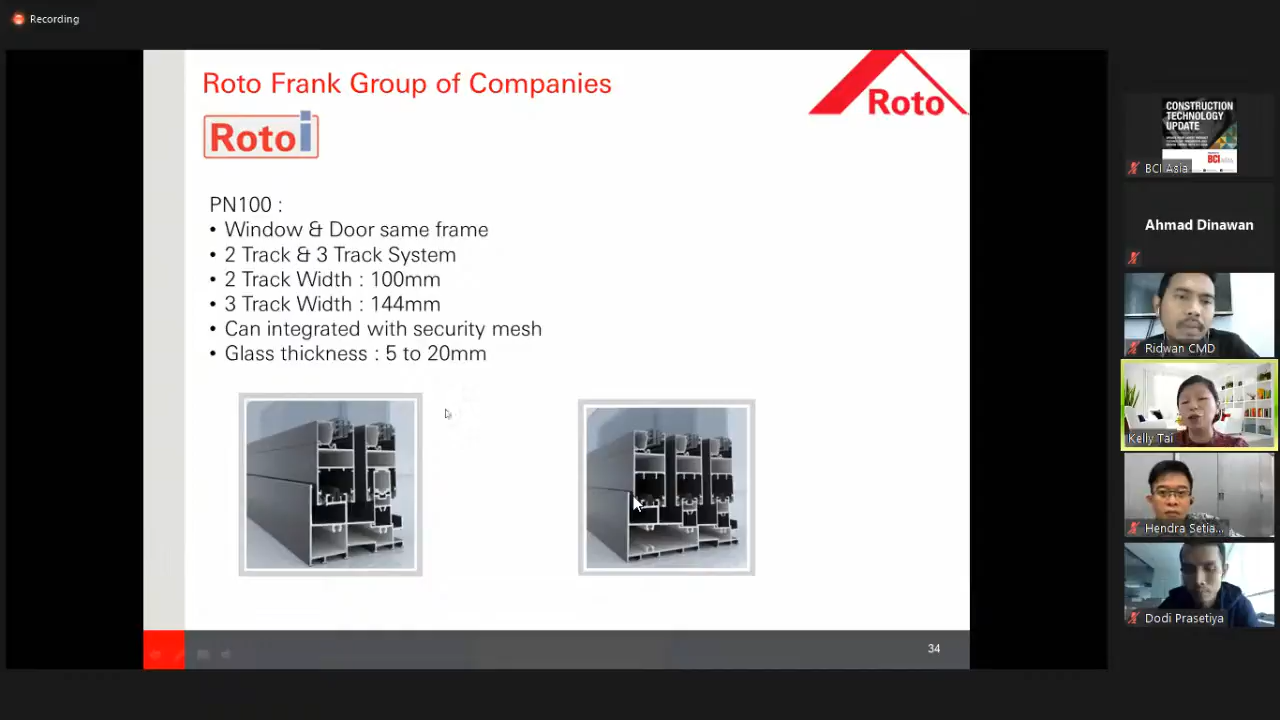 Recording
Roto Frank Group of Companies
Roto
Roto i
PN100 :
• Window & Door same frame
• 2 Track & 3 Track System
• 2 Track Width : 100mm
• 3 Track Width : 144mm
• Can integrated with security mesh
• Glass thickness : 5 to 20mm
34
CONSTRUCTION
TECHNOLOGY
UPDATE
BCI
BCI Asia
Ahmad Dinawan
Ridwan CMD
Kelly Tai
Hendra Setia...
Dodi Prasetiya